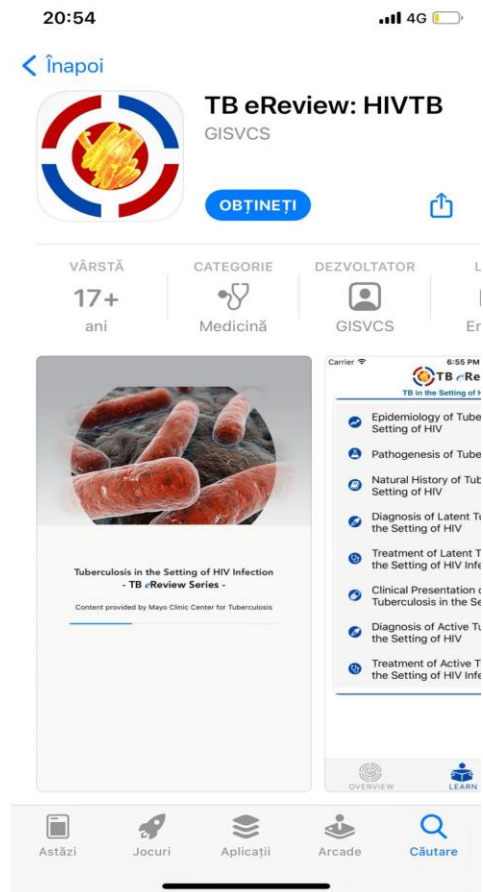 20:54
4G
Înapoi
TB eReview: HIVTB
GISVCS
OBȚINEȚI
VÂRSTĂ
17+
ani
CATEGORIE
Medicină
DEZVOLTATOR
GISVCS
Tuberculosis in the Setting of HIV Infection
- TB eReview Series -
Content provided by Mayo Clinic Center for Tuberculosis
Carrier 6:55 PM
TB eRe
TB in the Setting of H
Epidemiology of Tube
Setting of HIV
Pathogenesis of Tube
Natural History of Tub
Setting of HIV
Diagnosis of Latent Tu
the Setting of HIV
Treatment of Latent T
the Setting of HIV Infe
Clinical Presentation o
Tuberculosis in the Se
Diagnosis of Active Tu
the Setting of HIV
Treatment of Active T
the Setting of HIV Infe
OVERVIEW
LEARN
Astăzi
Jocuri
Aplicații
Arcade
Căutare